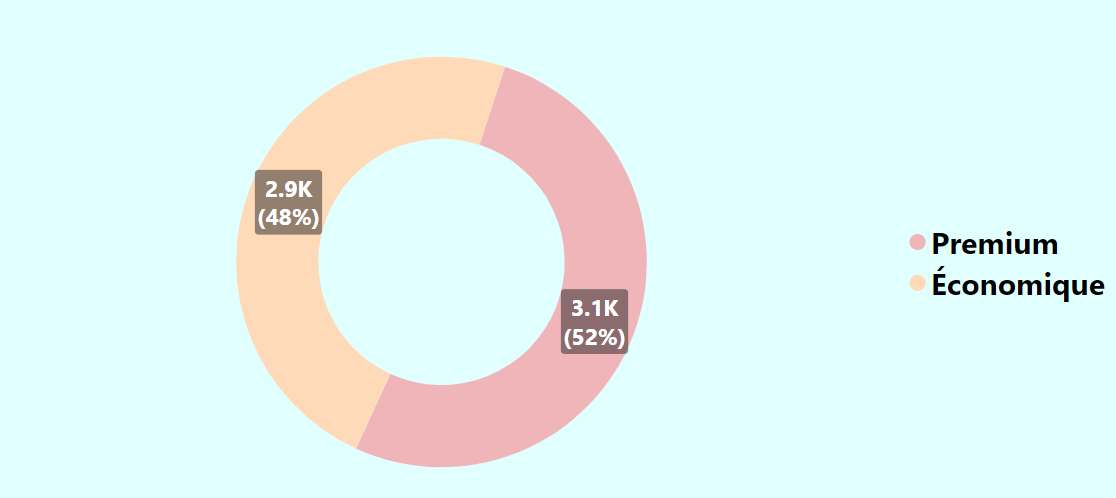 2.9K
(48%)
3.1K
(52%)
Premium
Économique